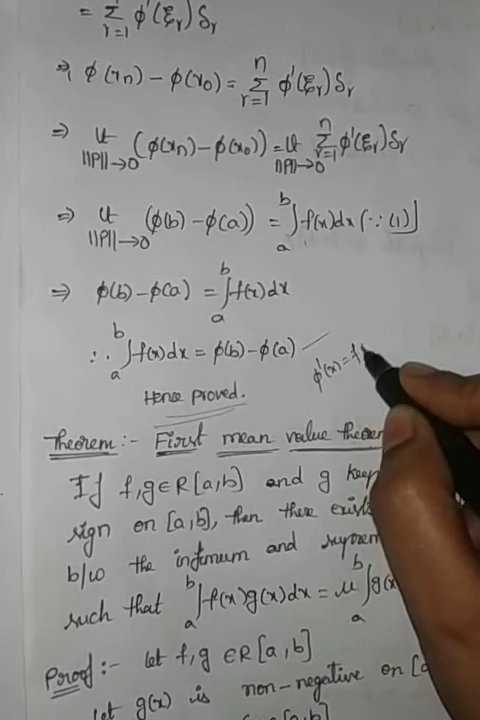 = Σ_{r=1} φ'(ξ_r) δ_r
⇒ φ(x_n) − φ(x_0) = Σ_{r=1}^{n} φ'(ξ_r) δ_r
⇒ lt_{||P||→0} (φ(x_n) − φ(x_0)) = lt_{||P||→0} Σ_{r=1}^{n} φ'(ξ_r) δ_r
⇒ lt_{||P||→0} (φ(b) − φ(a)) = ∫_a^b f(x)dx [∵ (1)]
⇒ φ(b) − φ(a) = ∫_a^b f(x)dx
∴ ∫_a^b f(x)dx = φ(b) − φ(a)
φ'(x) = f
Hence proved.
Theorem:- First mean value
If f,g ∈ R[a,b] and g keep
sign on [a,b], then there exist
b/w the infimum and
such that ∫_a^b f(x)g(x)dx = μ ∫_a^b g(x
Proof:- let f,g ∈ R[a,b]
let g(x) is non-negative on [